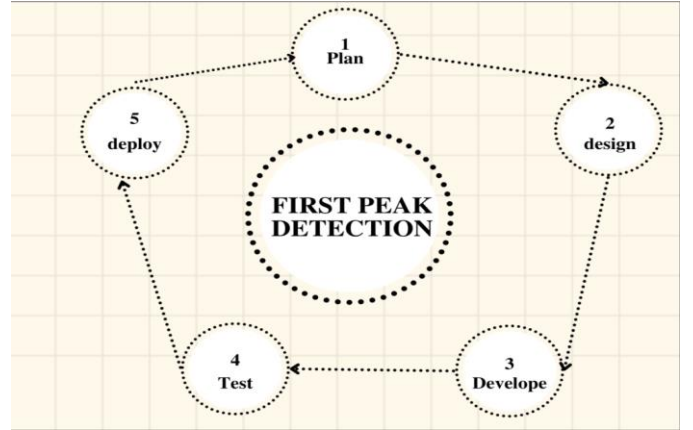 1
Plan
2
design
3
Develope
4
Test
5
deploy
FIRST PEAK
DETECTION